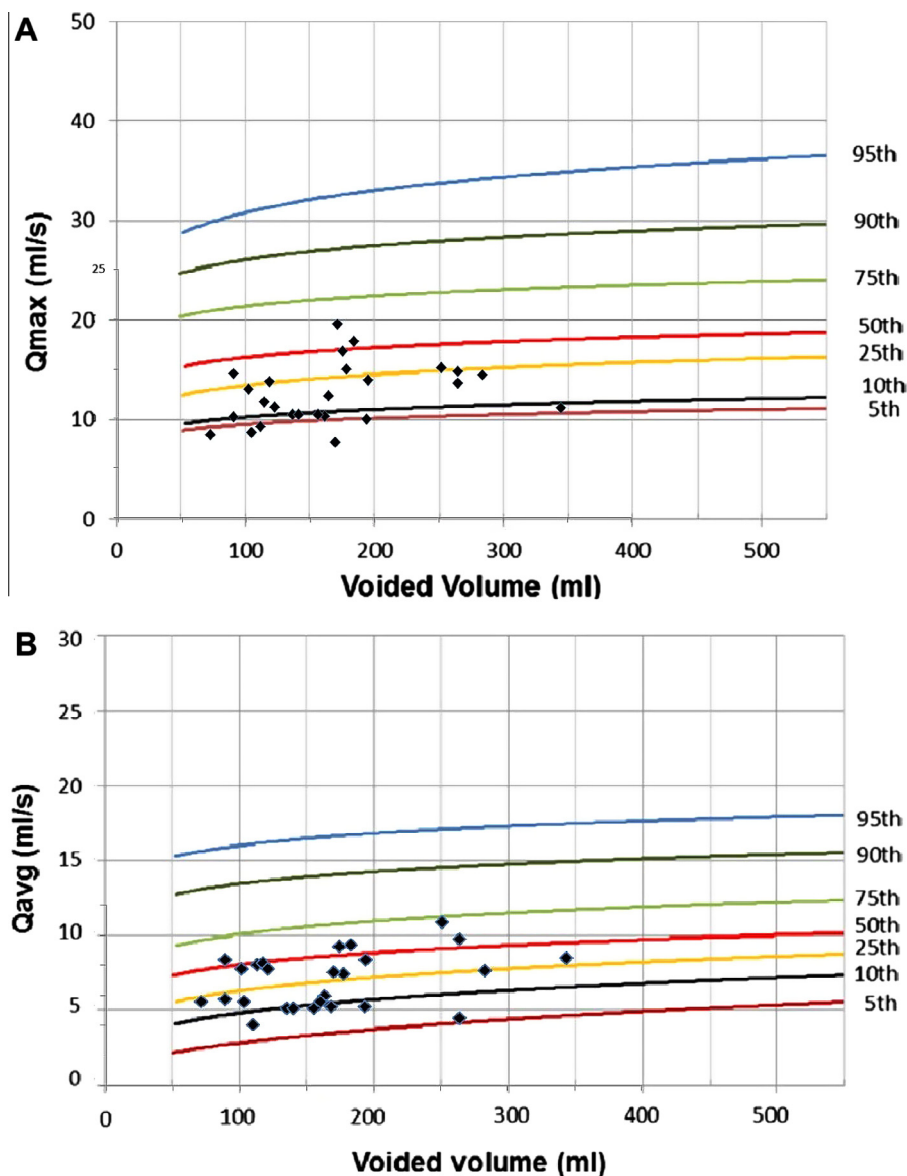 A
50
40
30
25
20
10
0
Qmax (ml/s)
95th
90th
75th
50th
25th
10th
5th
0 100 200 300 400 500
Voided Volume (ml)
B
30
25
20
15
10
5
0
Qavg (ml/s)
95th
90th
75th
50th
25th
10th
5th
0 100 200 300 400 500
Voided volume (ml)